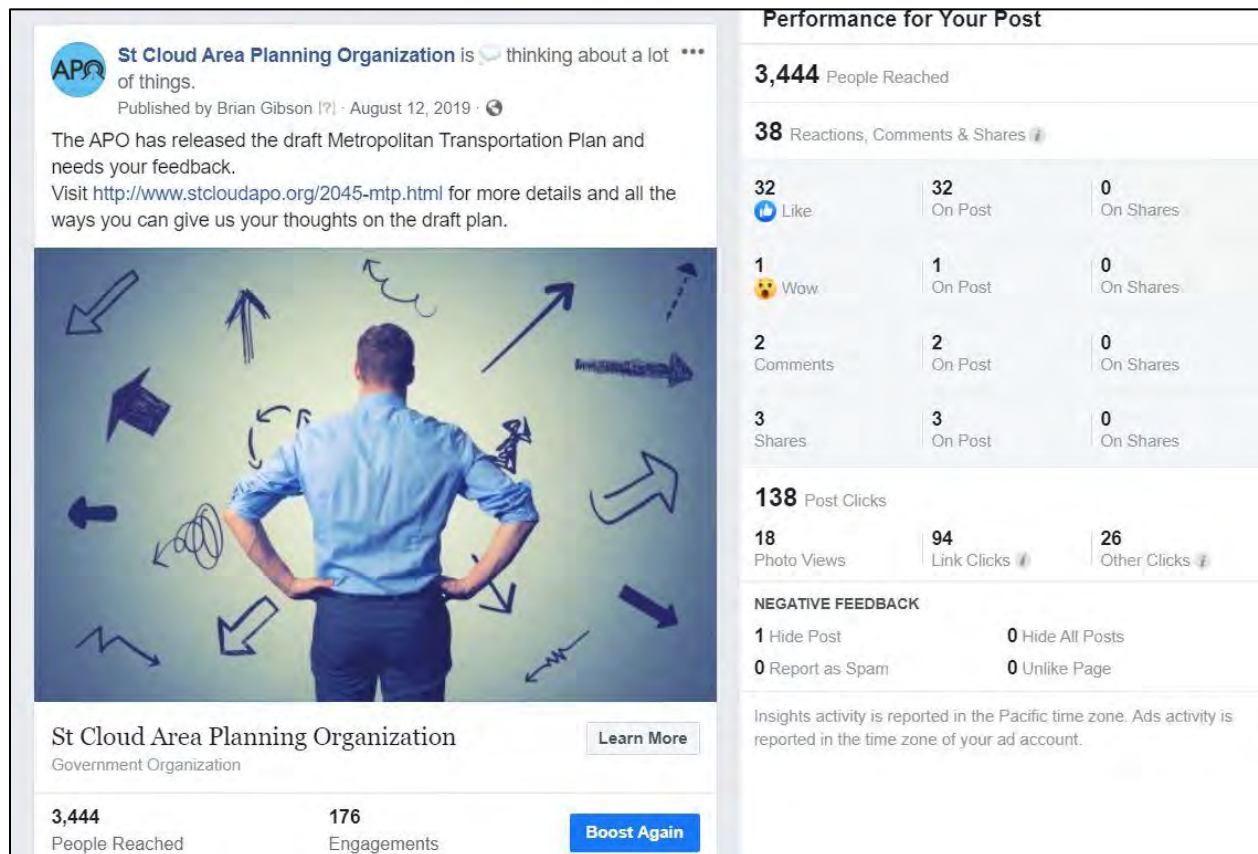 APO
St Cloud Area Planning Organization is 💭 thinking about a lot
of things.
Published by Brian Gibson [?] · August 12, 2019 ·
The APO has released the draft Metropolitan Transportation Plan and
needs your feedback.
Visit http://www.stcloudapo.org/2045-mtp.html for more details and all the
ways you can give us your thoughts on the draft plan.
St Cloud Area Planning Organization
Government Organization
Learn More
3,444
People Reached
176
Engagements
Boost Again
Performance for Your Post
3,444 People Reached
38 Reactions, Comments & Shares
32
Like
32
On Post
0
On Shares
1
Wow
1
On Post
0
On Shares
2
Comments
2
On Post
0
On Shares
3
Shares
3
On Post
0
On Shares
138 Post Clicks
18
Photo Views
94
Link Clicks
26
Other Clicks
NEGATIVE FEEDBACK
1 Hide Post
0 Hide All Posts
0 Report as Spam
0 Unlike Page
Insights activity is reported in the Pacific time zone. Ads activity is
reported in the time zone of your ad account.